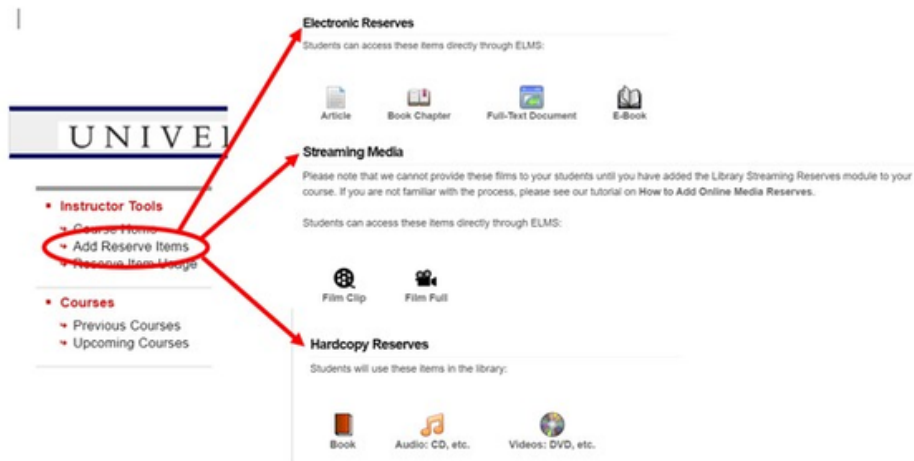 UNIVE
Instructor Tools
Course Home
Add Reserve Items
Reserve Item Usage
Courses
Previous Courses
Upcoming Courses
Electronic Reserves
Students can access these items directly through ELMS:
Article
Book Chapter
Full-Text Document
E-Book
Streaming Media
Please note that we cannot provide these films to your students until you have added the Library Streaming Reserves module to your
course. If you are not familiar with the process, please see our tutorial on How to Add Online Media Reserves.
Students can access these items directly through ELMS:
Film Clip
Film Full
Hardcopy Reserves
Students will use these items in the library:
Book
Audio: CD, etc.
Videos: DVD, etc.